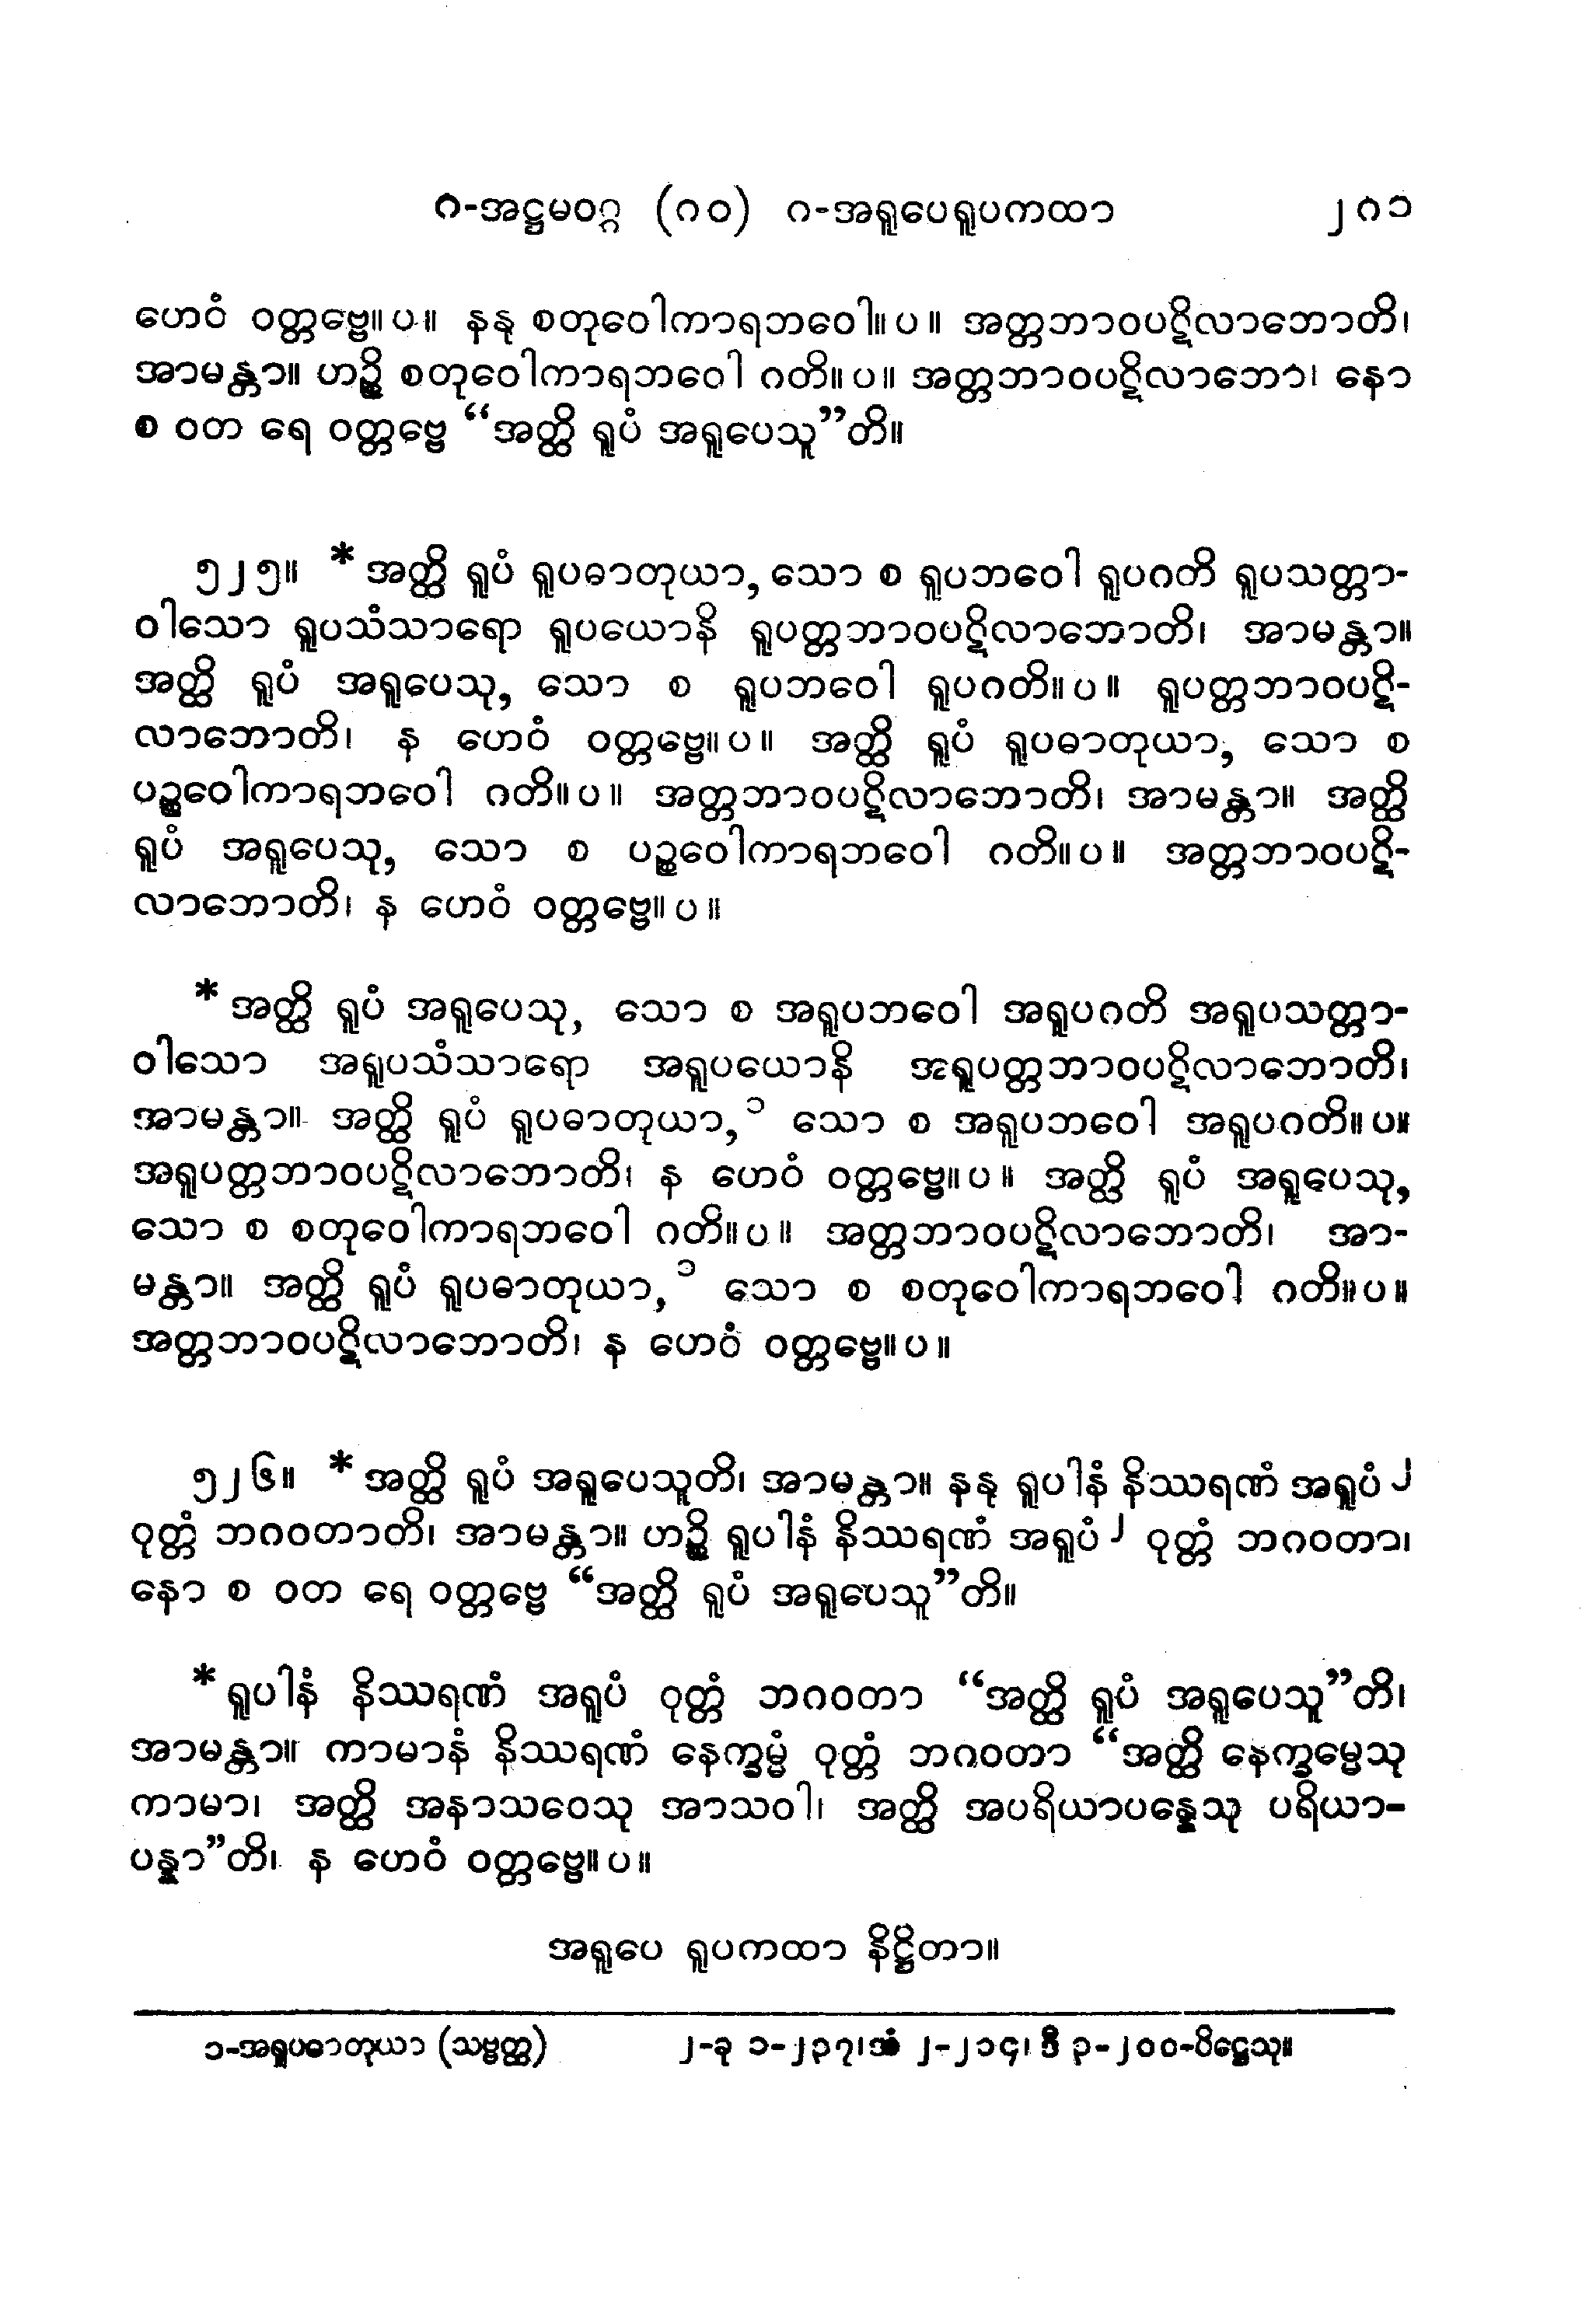 ၈-အဋ္ဌမဝဂ္ဂ (၈၀) ၈-အရူပေရူပကထာ ၂၈၁
ဟေဝံ ဝတ္တဗ္ဗေ။ ပ ။ နနု စတုဝေါကာရဘဝေါ။ ပ ။ အတ္တဘာဝပဋိလာဘောတိ၊
အာမန္တာ။ ဟဉ္စိ စတုဝေါကာရဘဝေါ ဂတိ။ ပ ။ အတ္တဘာဝပဋိလာဘော၊ နော
စ ဝတ ရေ ဝတ္တဗ္ဗေ “အတ္ထိ ရူပံ အရူပေသူ”တိ။
၅၂၅။ * အတ္ထိ ရူပံ ရူပဓာတုယာ, သော စ ရူပဘဝေါ ရူပဂတိ ရူပသတ္တာ-
ဝါသော ရူပသံသာရော ရူပယောနိ ရူပတ္တဘာဝပဋိလာဘောတိ၊ အာမန္တာ။
အတ္ထိ ရူပံ အရူပေသု, သော စ ရူပဘဝေါ ရူပဂတိ။ ပ ။ ရူပတ္တဘာဝပဋိ-
လာဘောတိ၊ န ဟေဝံ ဝတ္တဗ္ဗေ။ ပ ။ အတ္ထိ ရူပံ ရူပဓာတုယာ, သော စ
ပဉ္စဝေါကာရဘဝေါ ဂတိ။ ပ ။ အတ္တဘာဝပဋိလာဘောတိ၊ အာမန္တာ။ အတ္ထိ
ရူပံ အရူပေသု, သော စ ပဉ္စဝေါကာရဘဝေါ ဂတိ။ ပ ။ အတ္တဘာဝပဋိ-
လာဘောတိ၊ န ဟေဝံ ဝတ္တဗ္ဗေ။ ပ ။
* အတ္ထိ ရူပံ အရူပေသု, သော စ အရူပဘဝေါ အရူပဂတိ အရူပသတ္တာ-
ဝါသော အရူပသံသာရော အရူပယောနိ အရူပတ္တဘာဝပဋိလာဘောတိ၊
အာမန္တာ။ အတ္ထိ ရူပံ ရူပဓာတုယာ,၁ သော စ အရူပဘဝေါ အရူပဂတိ။ ပ။
အရူပတ္တဘာဝပဋိလာဘောတိ၊ န ဟေဝံ ဝတ္တဗ္ဗေ။ ပ ။ အတ္ထိ ရူပံ အရူပေသု,
သော စ စတုဝေါကာရဘဝေါ ဂတိ။ ပ ။ အတ္တဘာဝပဋိလာဘောတိ၊ အာ-
မန္တာ။ အတ္ထိ ရူပံ ရူပဓာတုယာ,၁ သော စ စတုဝေါကာရဘဝေါ ဂတိ။ ပ ။
အတ္တဘာဝပဋိလာဘောတိ၊ န ဟေဝံ ဝတ္တဗ္ဗေ။ ပ ။
၅၂၆။ * အတ္ထိ ရူပံ အရူပေသူတိ၊ အာမန္တာ။ နနု ရူပါနံ နိဿရဏံ အရူပံ ၂
ဝုတ္တံ ဘဂဝတာတိ၊ အာမန္တာ။ ဟဉ္စိ ရူပါနံ နိဿရဏံ အရူပံ ၂ ဝုတ္တံ ဘဂဝတာ၊
နော စ ဝတ ရေ ဝတ္တဗ္ဗေ “အတ္ထိ ရူပံ အရူပေသူ”တိ။
* ရူပါနံ နိဿရဏံ အရူပံ ဝုတ္တံ ဘဂဝတာ “အတ္ထိ ရူပံ အရူပေသူ”တိ၊
အာမန္တာ။ ကာမာနံ နိဿရဏံ နေက္ခမ္မံ ဝုတ္တံ ဘဂဝတာ “အတ္ထိ နေက္ခမ္မေသု
ကာမာ၊ အတ္ထိ အနာသဝေသု အာသဝါ၊ အတ္ထိ အပရိယာပန္နေသု ပရိယာ-
ပန္နာ”တိ၊ န ဟေဝံ ဝတ္တဗ္ဗေ။ ပ ။
အရူပေ ရူပကထာ နိဋ္ဌိတာ။
၁-အရူပဓာတုယာ (သဗ္ဗတ္ထ) ၂-ခု ၁-၂၃၇၊ အံ ၂-၂၁၄၊ ဒီ ၃-၂၀၀-ပိဋ္ဌေသု။